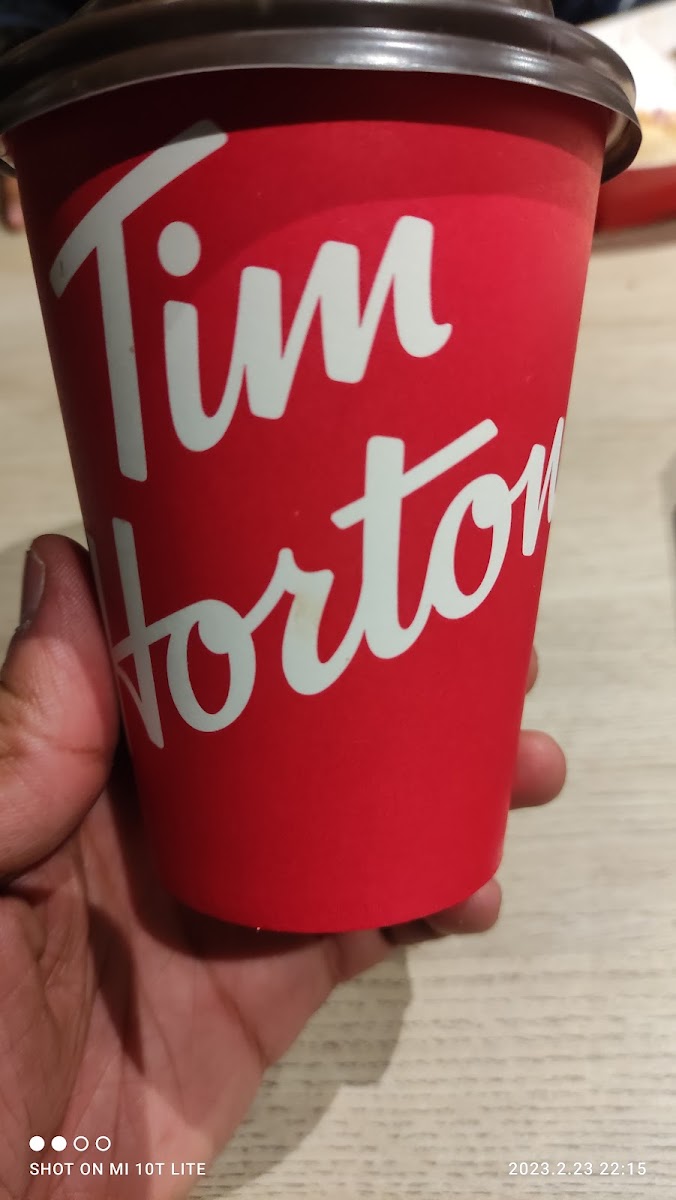 Tim
Horton
SHOT ON MI 10T LITE
2023.2.23 22:15